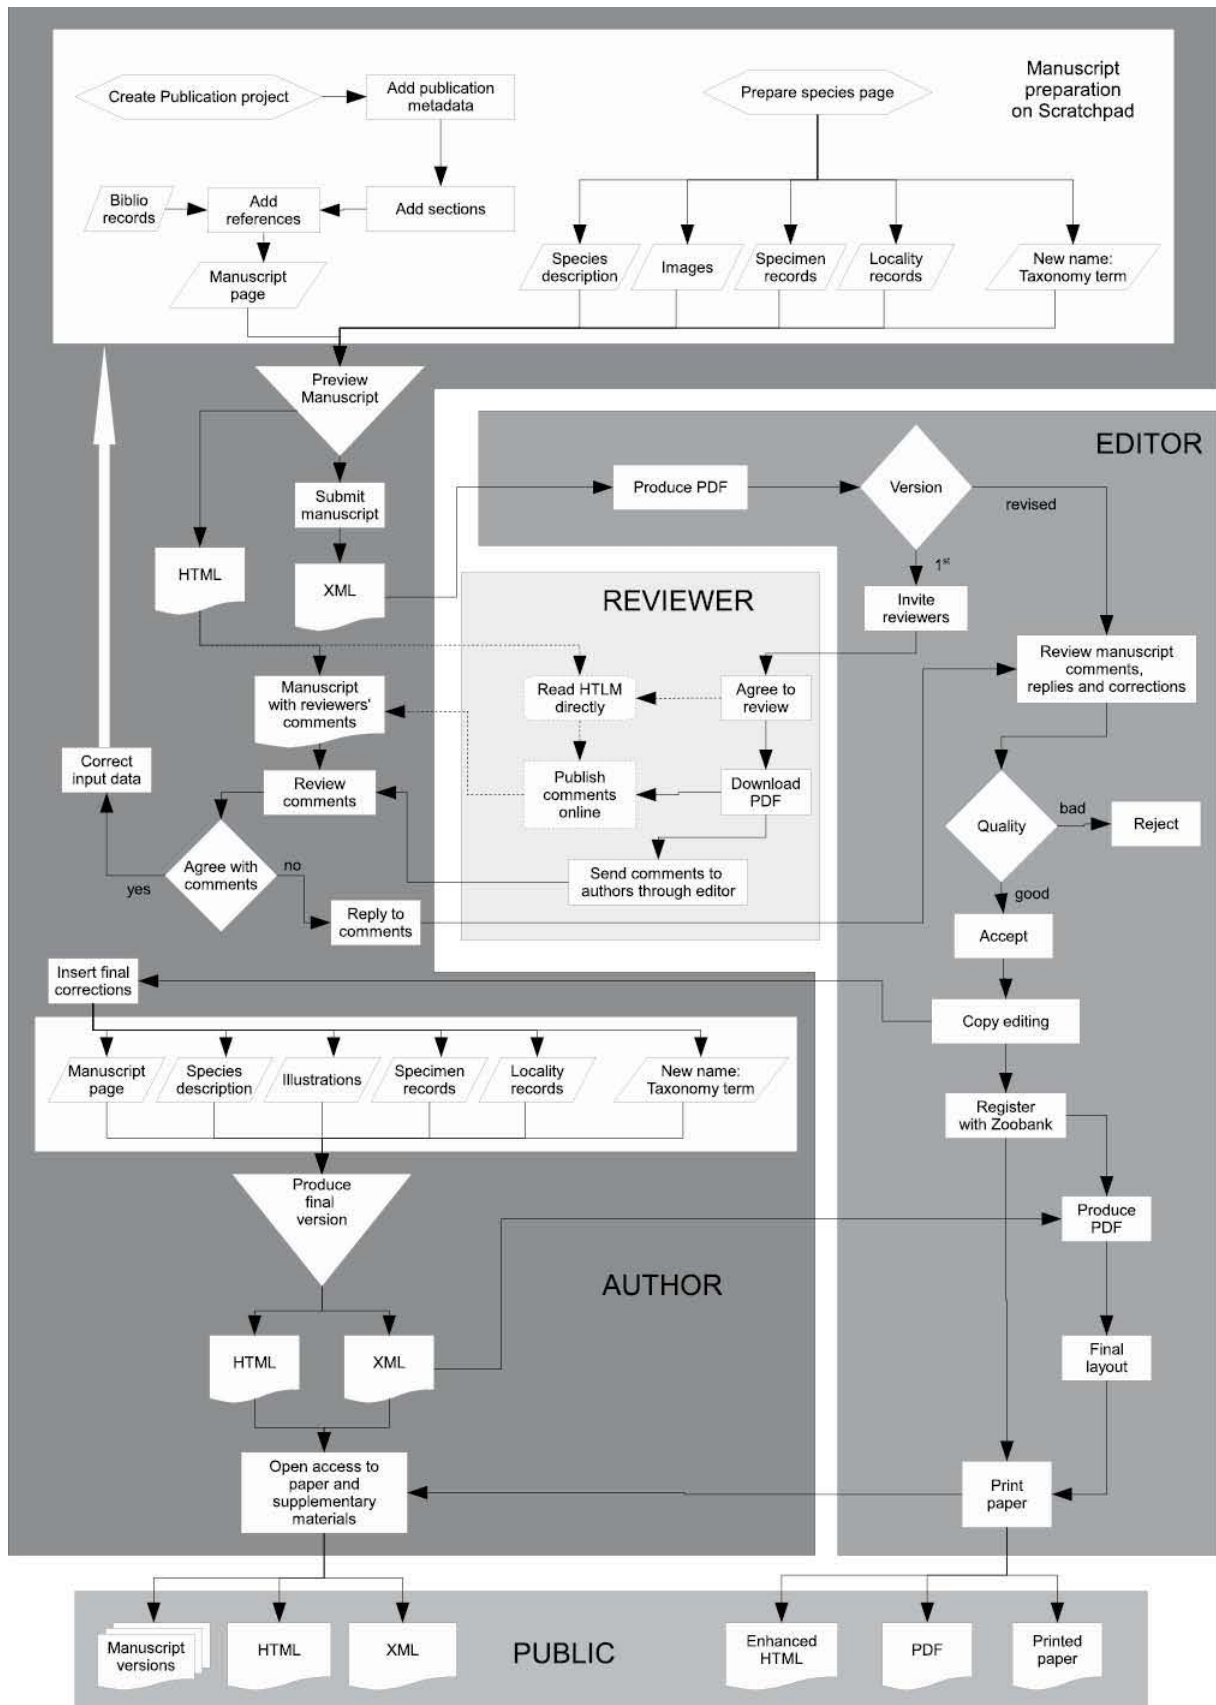 Manuscript
preparation
on Scratchpad
Create Publication project
Add publication
metadata
Prepare species page
Biblio
records
Add
references
Add sections
Manuscript
page
Species
description
Images
Specimen
records
Locality
records
New name:
Taxonomy term
Preview
Manuscript
EDITOR
Submit
manuscript
Produce PDF
Version
revised
1st
HTML
XML
REVIEWER
Invite
reviewers
Manuscript
with reviewers'
comments
Read HTLM
directly
Agree to
review
Review manuscript
comments,
replies and corrections
Correct
input data
Review
comments
Publish
comments
online
Download
PDF
Quality
bad
Reject
Agree with
comments
yes
no
Send comments to
authors through editor
good
Reply to
comments
Accept
Insert final
corrections
Copy editing
Manuscript
page
Species
description
Illustrations
Specimen
records
Locality
records
New name:
Taxonomy term
Register
with Zoobank
Produce
final
version
Produce
PDF
AUTHOR
HTML
XML
Final
layout
Open access to
paper and
supplementary
materials
Print
paper
Manuscript
versions
HTML
XML
PUBLIC
Enhanced
HTML
PDF
Printed
paper